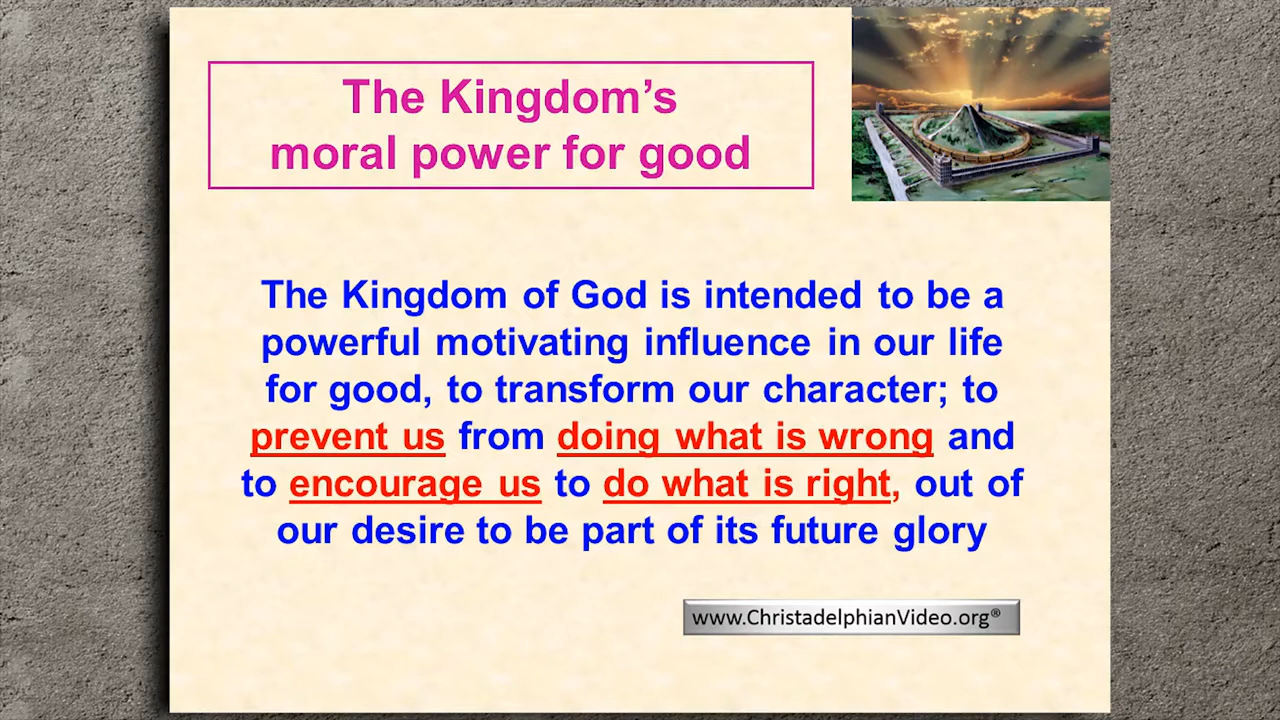 The Kingdom’s
moral power for good
The Kingdom of God is intended to be a
powerful motivating influence in our life
for good, to transform our character; to
prevent us from doing what is wrong and
to encourage us to do what is right, out of
our desire to be part of its future glory
www.ChristadelphianVideo.org®